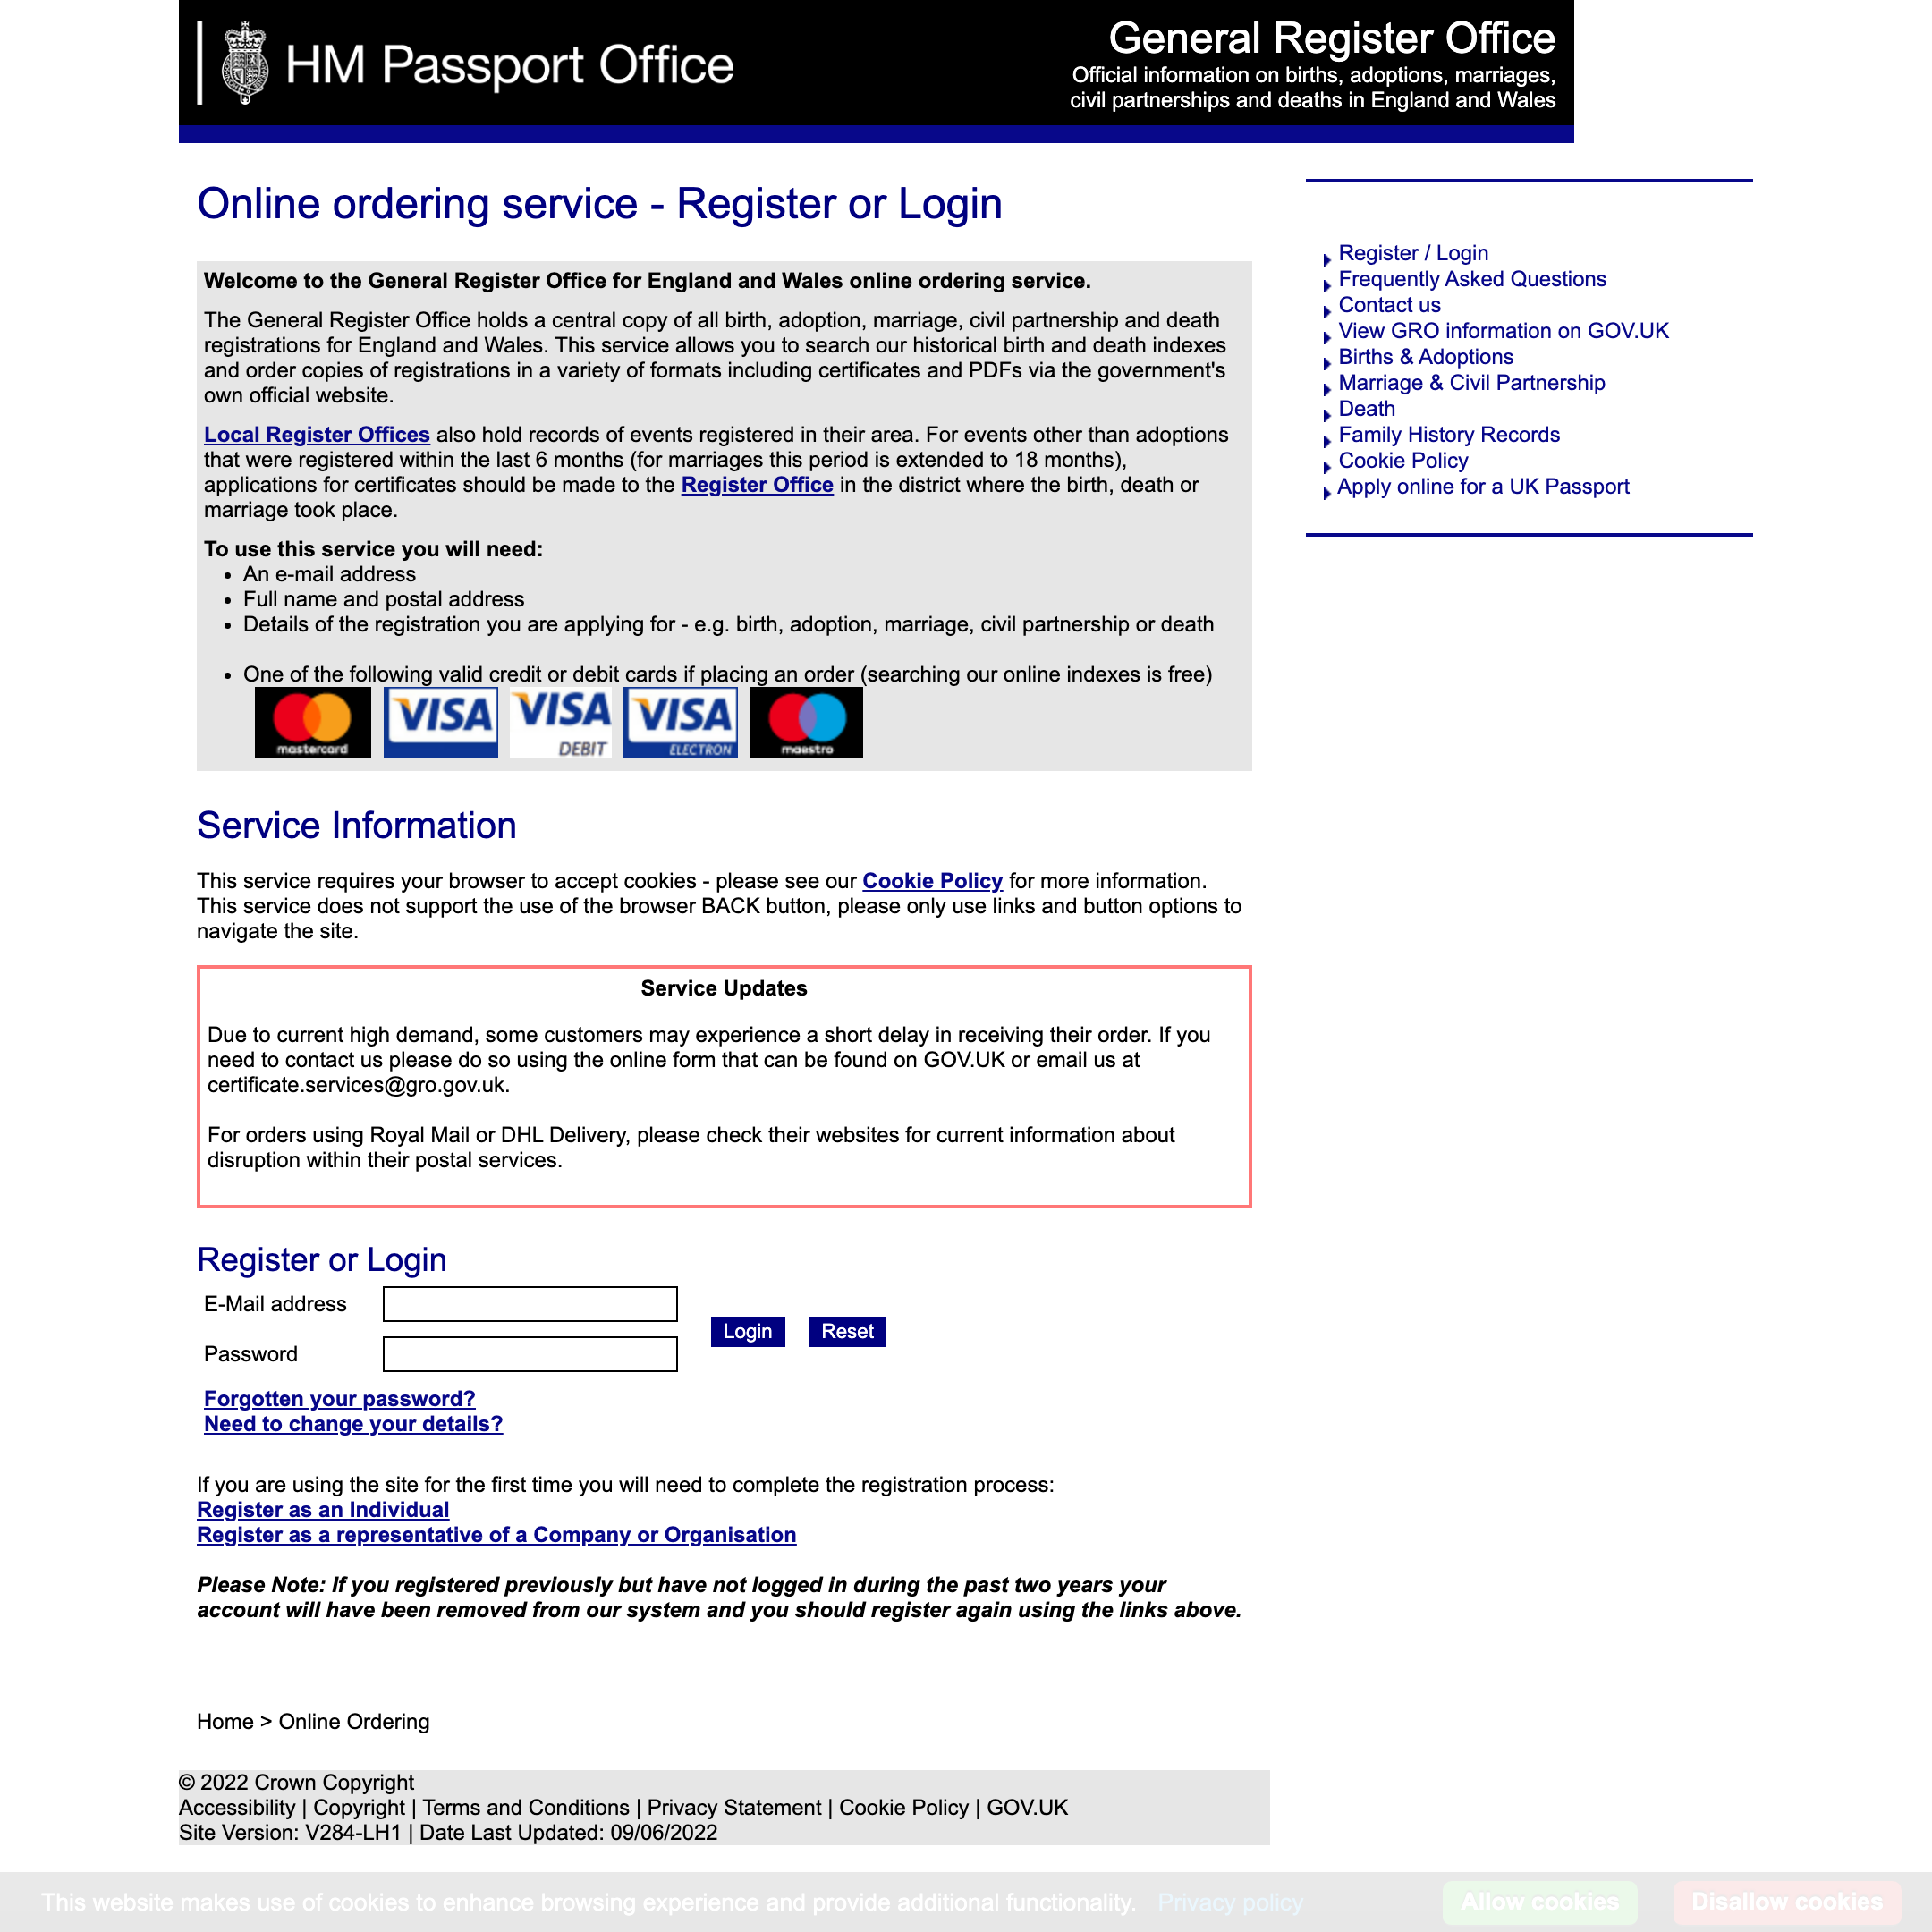 HM Passport Office
General Register Office
Official information on births, adoptions, marriages,
civil partnerships and deaths in England and Wales
Online ordering service - Register or Login
Welcome to the General Register Office for England and Wales online ordering service.
The General Register Office holds a central copy of all birth, adoption, marriage, civil partnership and death
registrations for England and Wales. This service allows you to search our historical birth and death indexes
and order copies of registrations in a variety of formats including certificates and PDFs via the government's
own official website.
Local Register Offices also hold records of events registered in their area. For events other than adoptions
that were registered within the last 6 months (for marriages this period is extended to 18 months),
applications for certificates should be made to the Register Office in the district where the birth, death or
marriage took place.
To use this service you will need:
• An e-mail address
• Full name and postal address
• Details of the registration you are applying for - e.g. birth, adoption, marriage, civil partnership or death
• One of the following valid credit or debit cards if placing an order (searching our online indexes is free)
mastercard VISA VISA DEBIT VISA ELECTRON maestro
Service Information
This service requires your browser to accept cookies - please see our Cookie Policy for more information.
This service does not support the use of the browser BACK button, please only use links and button options to
navigate the site.
Service Updates
Due to current high demand, some customers may experience a short delay in receiving their order. If you
need to contact us please do so using the online form that can be found on GOV.UK or email us at
certificate.services@gro.gov.uk.
For orders using Royal Mail or DHL Delivery, please check their websites for current information about
disruption within their postal services.
Register or Login
E-Mail address
Password
Login Reset
Forgotten your password?
Need to change your details?
If you are using the site for the first time you will need to complete the registration process:
Register as an Individual
Register as a representative of a Company or Organisation
Please Note: If you registered previously but have not logged in during the past two years your
account will have been removed from our system and you should register again using the links above.
Home > Online Ordering
Register / Login
Frequently Asked Questions
Contact us
View GRO information on GOV.UK
Births & Adoptions
Marriage & Civil Partnership
Death
Family History Records
Cookie Policy
Apply online for a UK Passport
© 2022 Crown Copyright
Accessibility | Copyright | Terms and Conditions | Privacy Statement | Cookie Policy | GOV.UK
Site Version: V284-LH1 | Date Last Updated: 09/06/2022
This website makes use of cookies to enhance browsing experience and provide additional functionality. Privacy policy Allow cookies Disallow cookies